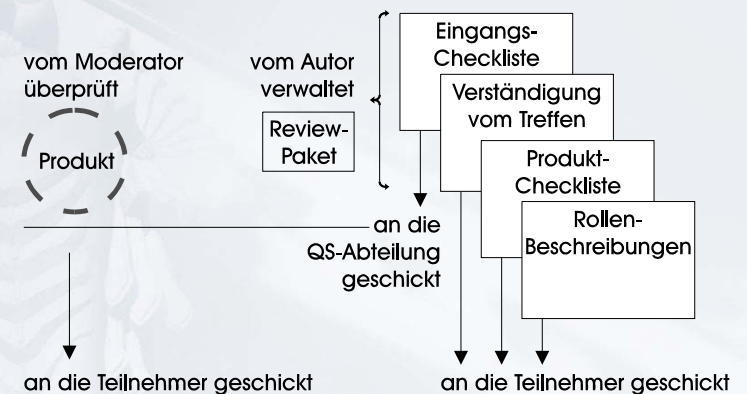 vom Moderator
überprüft
Produkt
vom Autor
verwaltet
Review-
Paket
Eingangs-
Checkliste
Verständigung
vom Treffen
Produkt-
Checkliste
Rollen-
Beschreibungen
an die
QS-Abteilung
geschickt
an die Teilnehmer geschickt
an die Teilnehmer geschickt